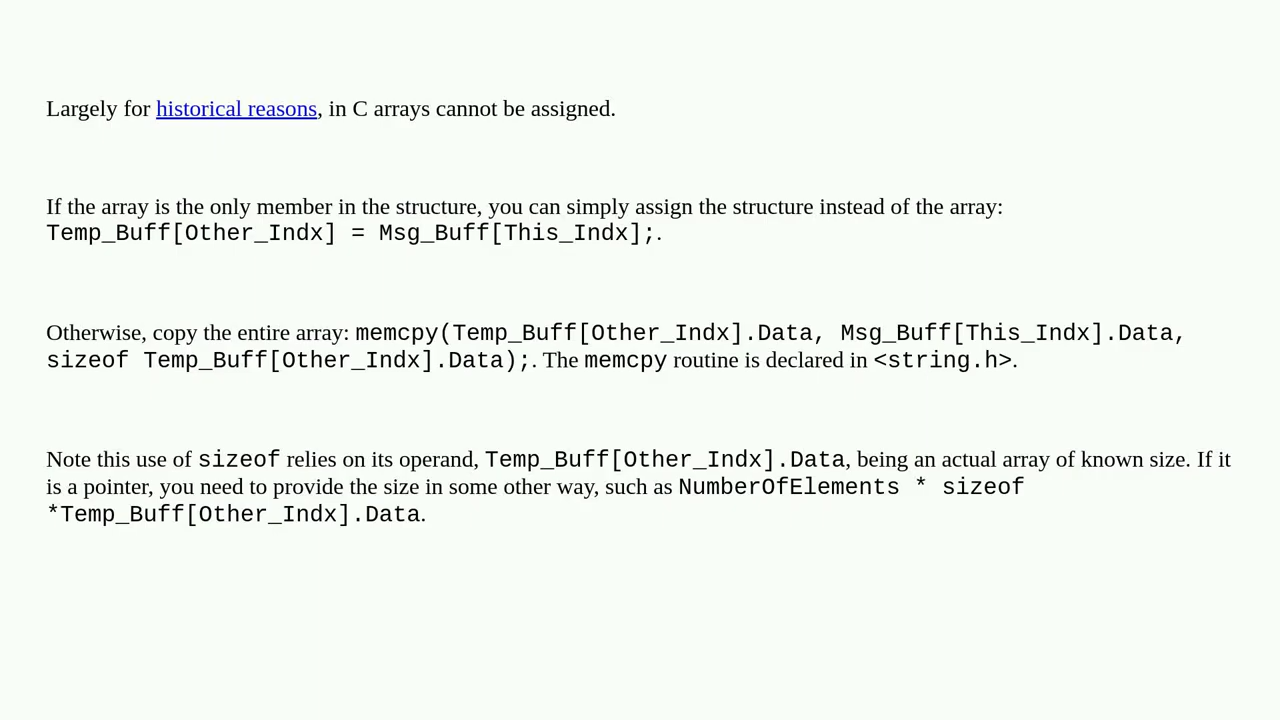 Largely for historical reasons, in C arrays cannot be assigned.
If the array is the only member in the structure, you can simply assign the structure instead of the array:
Temp_Buff[Other_Indx] = Msg_Buff[This_Indx];.
Otherwise, copy the entire array: memcpy(Temp_Buff[Other_Indx].Data, Msg_Buff[This_Indx].Data,
sizeof Temp_Buff[Other_Indx].Data);. The memcpy routine is declared in <string.h>.
Note this use of sizeof relies on its operand, Temp_Buff[Other_Indx].Data, being an actual array of known size. If it
is a pointer, you need to provide the size in some other way, such as NumberOfElements * sizeof
*Temp_Buff[Other_Indx].Data.